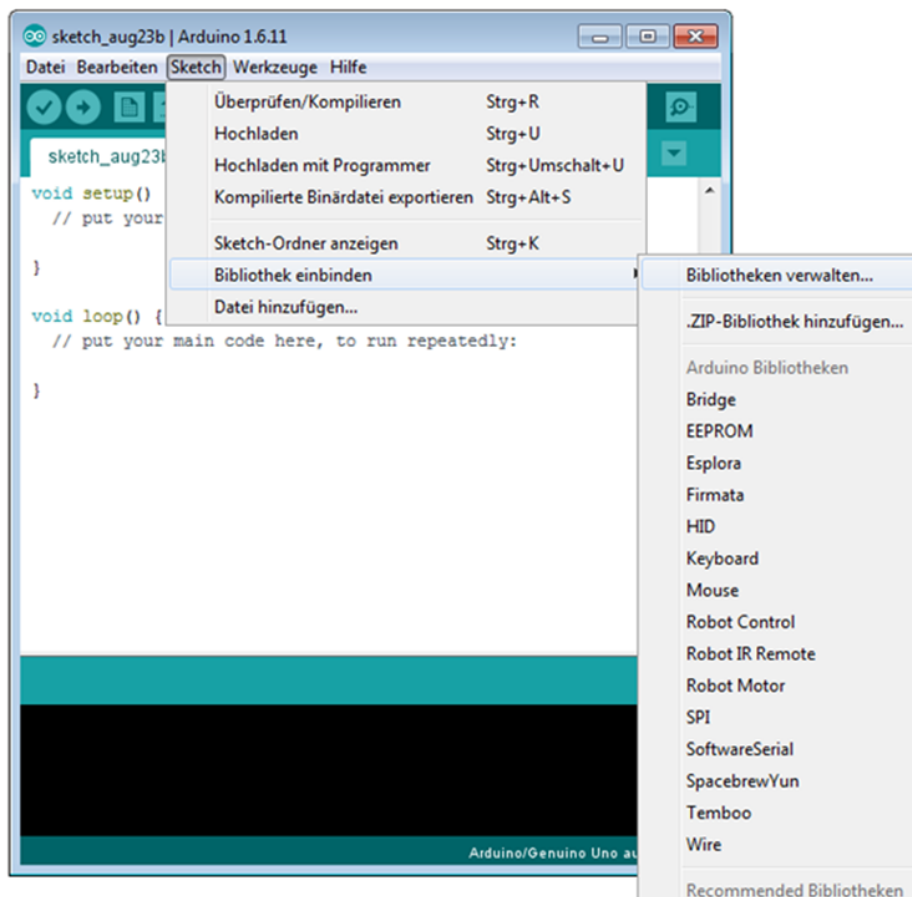 sketch_aug23b | Arduino 1.6.11
Datei Bearbeiten Sketch Werkzeuge Hilfe
Überprüfen/Kompilieren Strg+R
Hochladen Strg+U
Hochladen mit Programmer Strg+Umschalt+U
Kompilierte Binärdatei exportieren Strg+Alt+S
Sketch-Ordner anzeigen Strg+K
Bibliothek einbinden
Datei hinzufügen...
sketch_aug23b
void setup()
// put your
}
void loop() {
// put your main code here, to run repeatedly:
}
Arduino/Genuino Uno au
Bibliotheken verwalten...
.ZIP-Bibliothek hinzufügen...
Arduino Bibliotheken
Bridge
EEPROM
Esplora
Firmata
HID
Keyboard
Mouse
Robot Control
Robot IR Remote
Robot Motor
SPI
SoftwareSerial
SpacebrewYun
Temboo
Wire
Recommended Bibliotheken